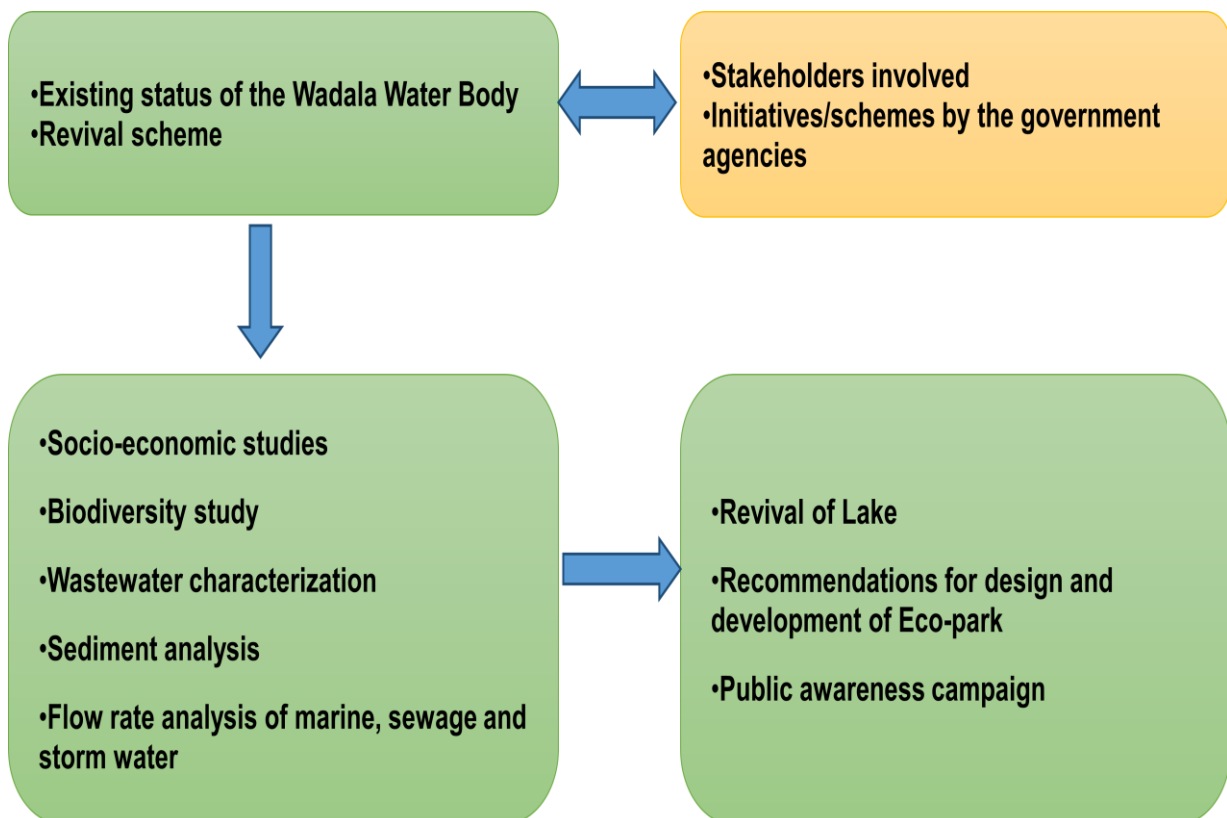 •Existing status of the Wadala Water Body
•Revival scheme
•Stakeholders involved
•Initiatives/schemes by the government
agencies
•Socio-economic studies
•Biodiversity study
•Wastewater characterization
•Sediment analysis
•Flow rate analysis of marine, sewage and
storm water
•Revival of Lake
•Recommendations for design and
development of Eco-park
•Public awareness campaign